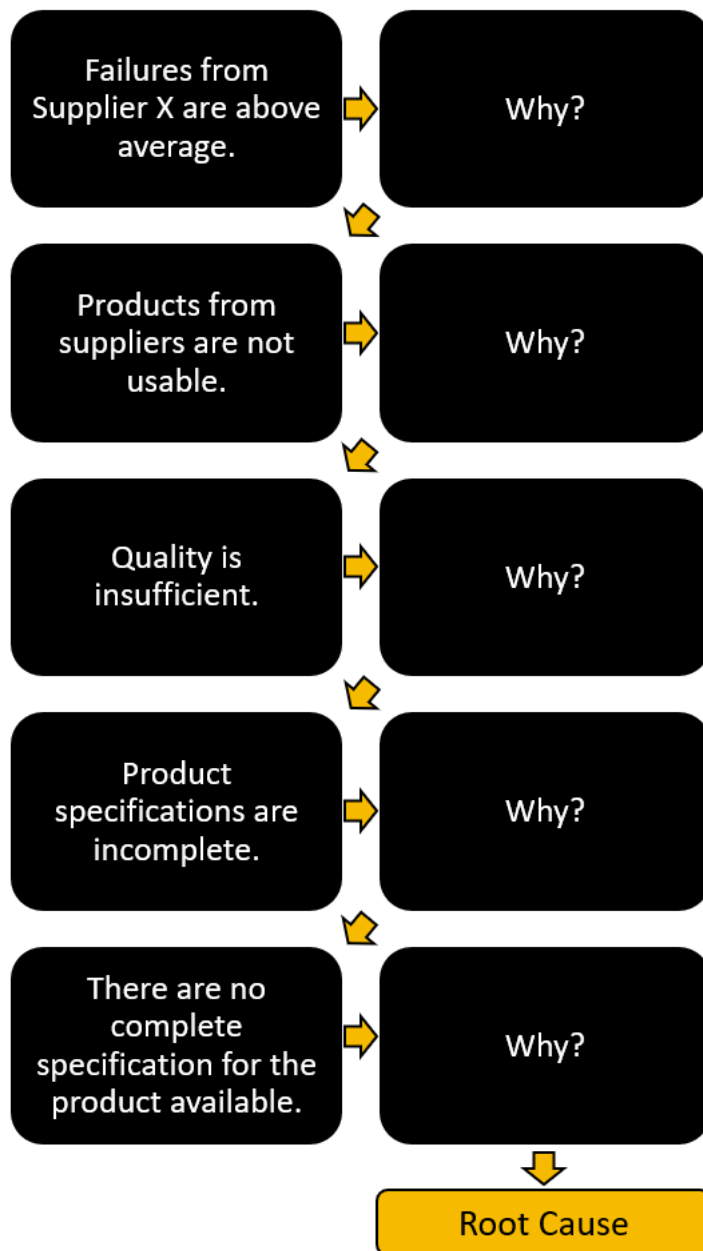 Failures from
Supplier X are above
average.
Why?
Products from
suppliers are not
usable.
Why?
Quality is
insufficient.
Why?
Product
specifications are
incomplete.
Why?
There are no
complete
specification for the
product available.
Why?
Root Cause